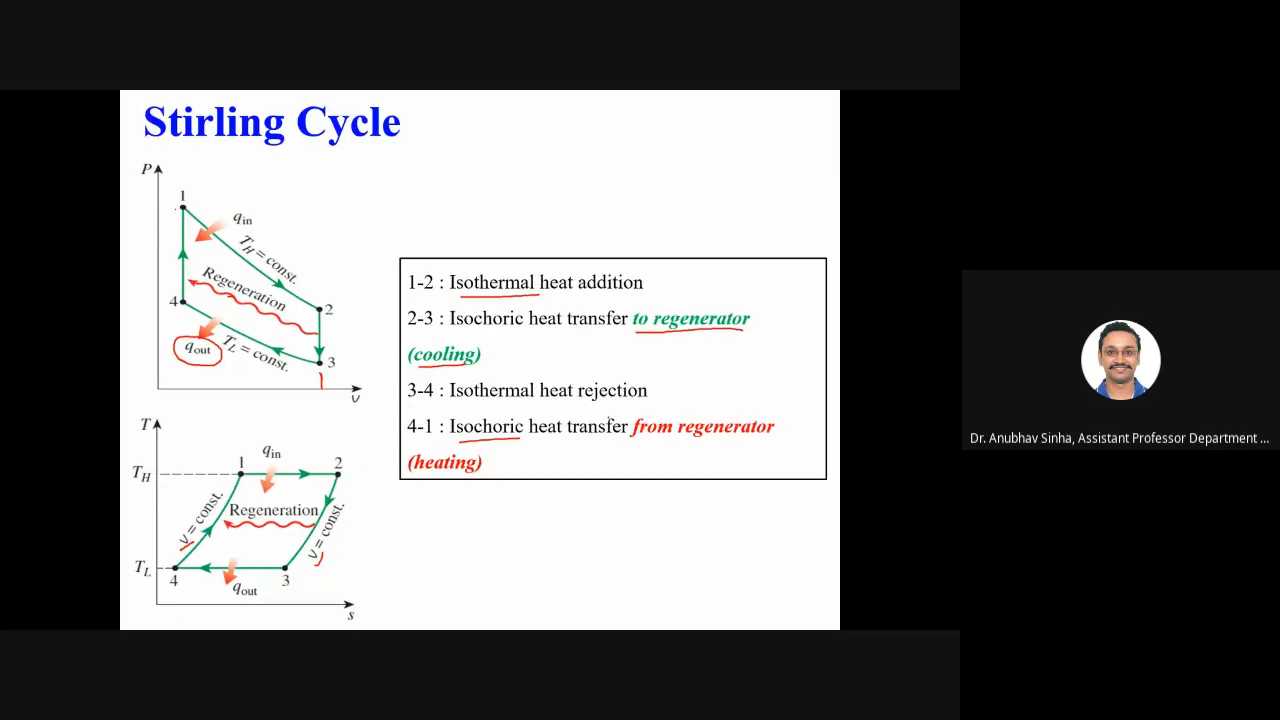 Stirling Cycle
P
1
q_in
T_H = const.
Regeneration
2
4
q_out
T_L = const.
3
v
T
q_in
1
2
T_H
v = const.
Regeneration
v = const.
T_L
4
3
q_out
s
1-2 : Isothermal heat addition
2-3 : Isochoric heat transfer to regenerator
(cooling)
3-4 : Isothermal heat rejection
4-1 : Isochoric heat transfer from regenerator
(heating)
Dr. Anubhav Sinha, Assistant Professor Department ...